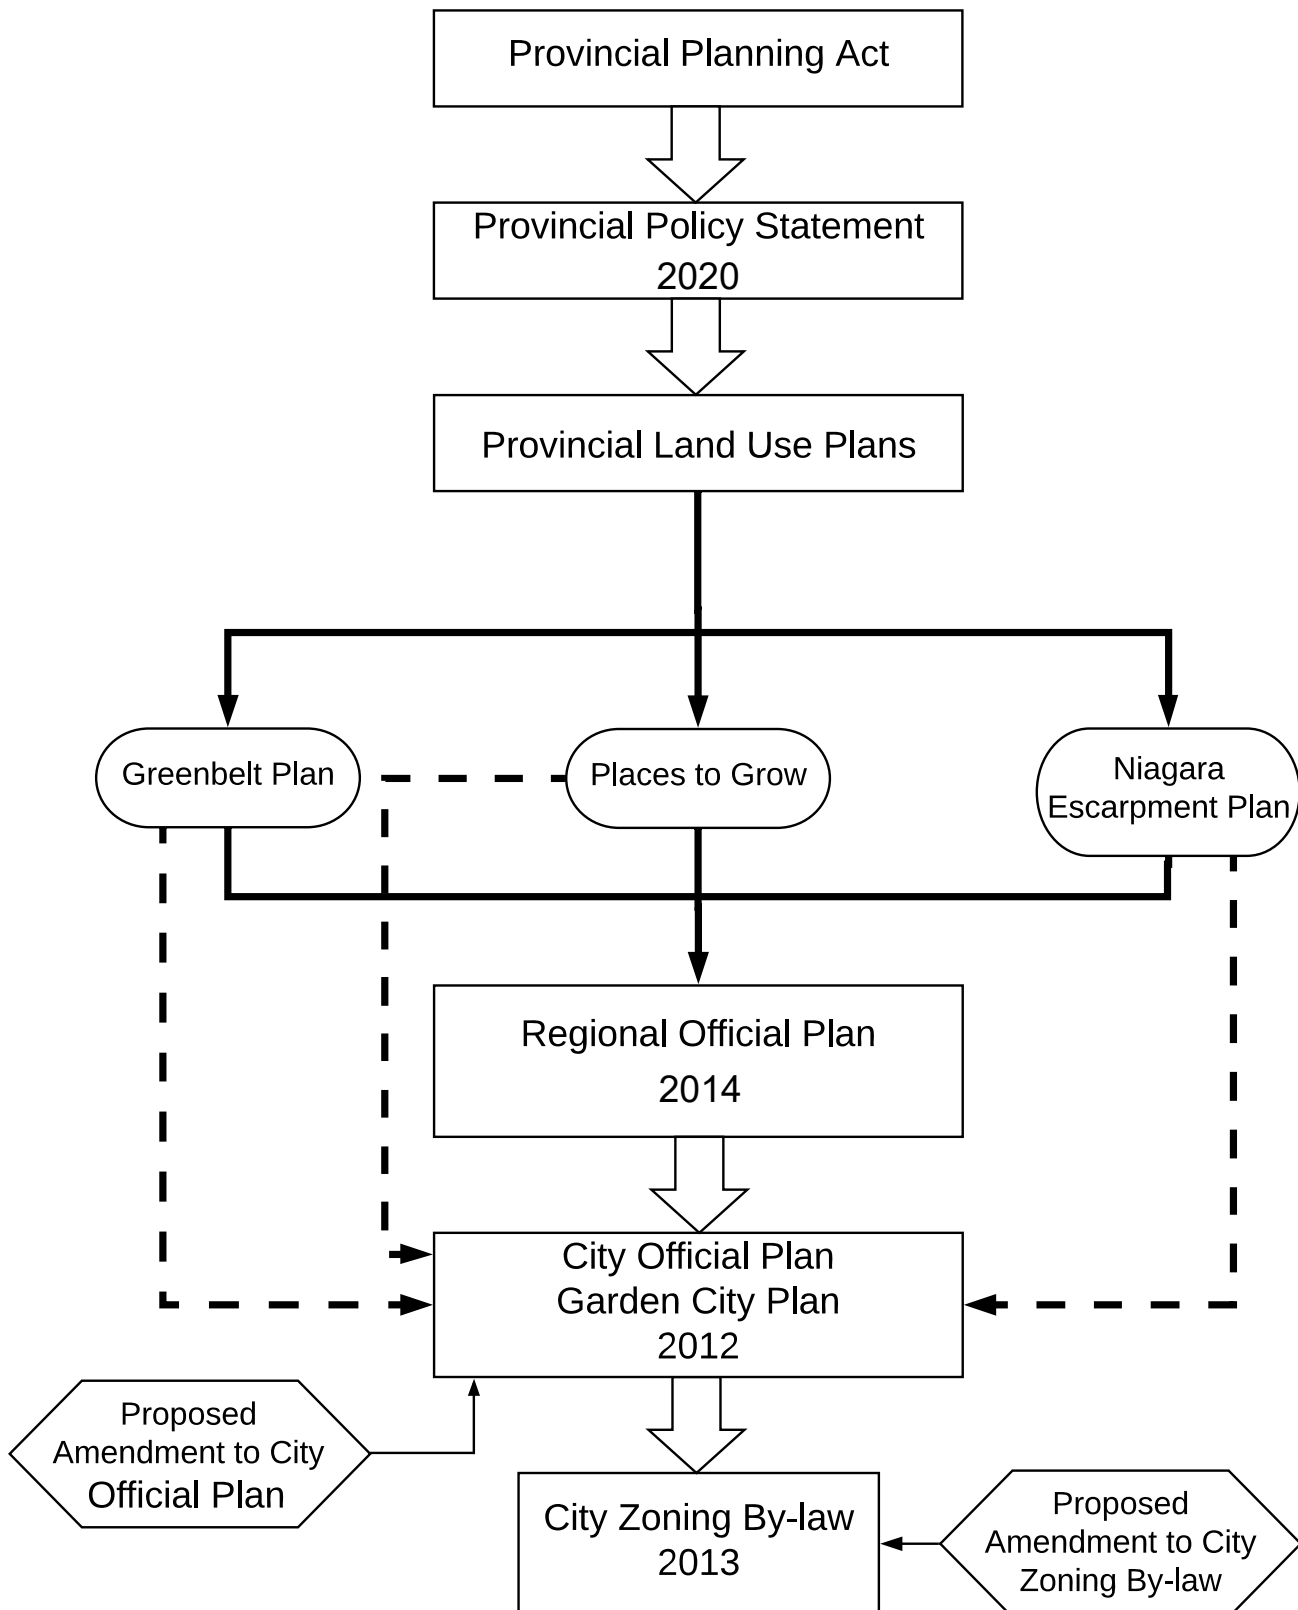 Provincial Planning Act
Provincial Policy Statement
2020
Provincial Land Use Plans
Greenbelt Plan
Places to Grow
Niagara
Escarpment Plan
Regional Official Plan
2014
City Official Plan
Garden City Plan
2012
Proposed
Amendment to City
Official Plan
City Zoning By-law
2013
Proposed
Amendment to City
Zoning By-law